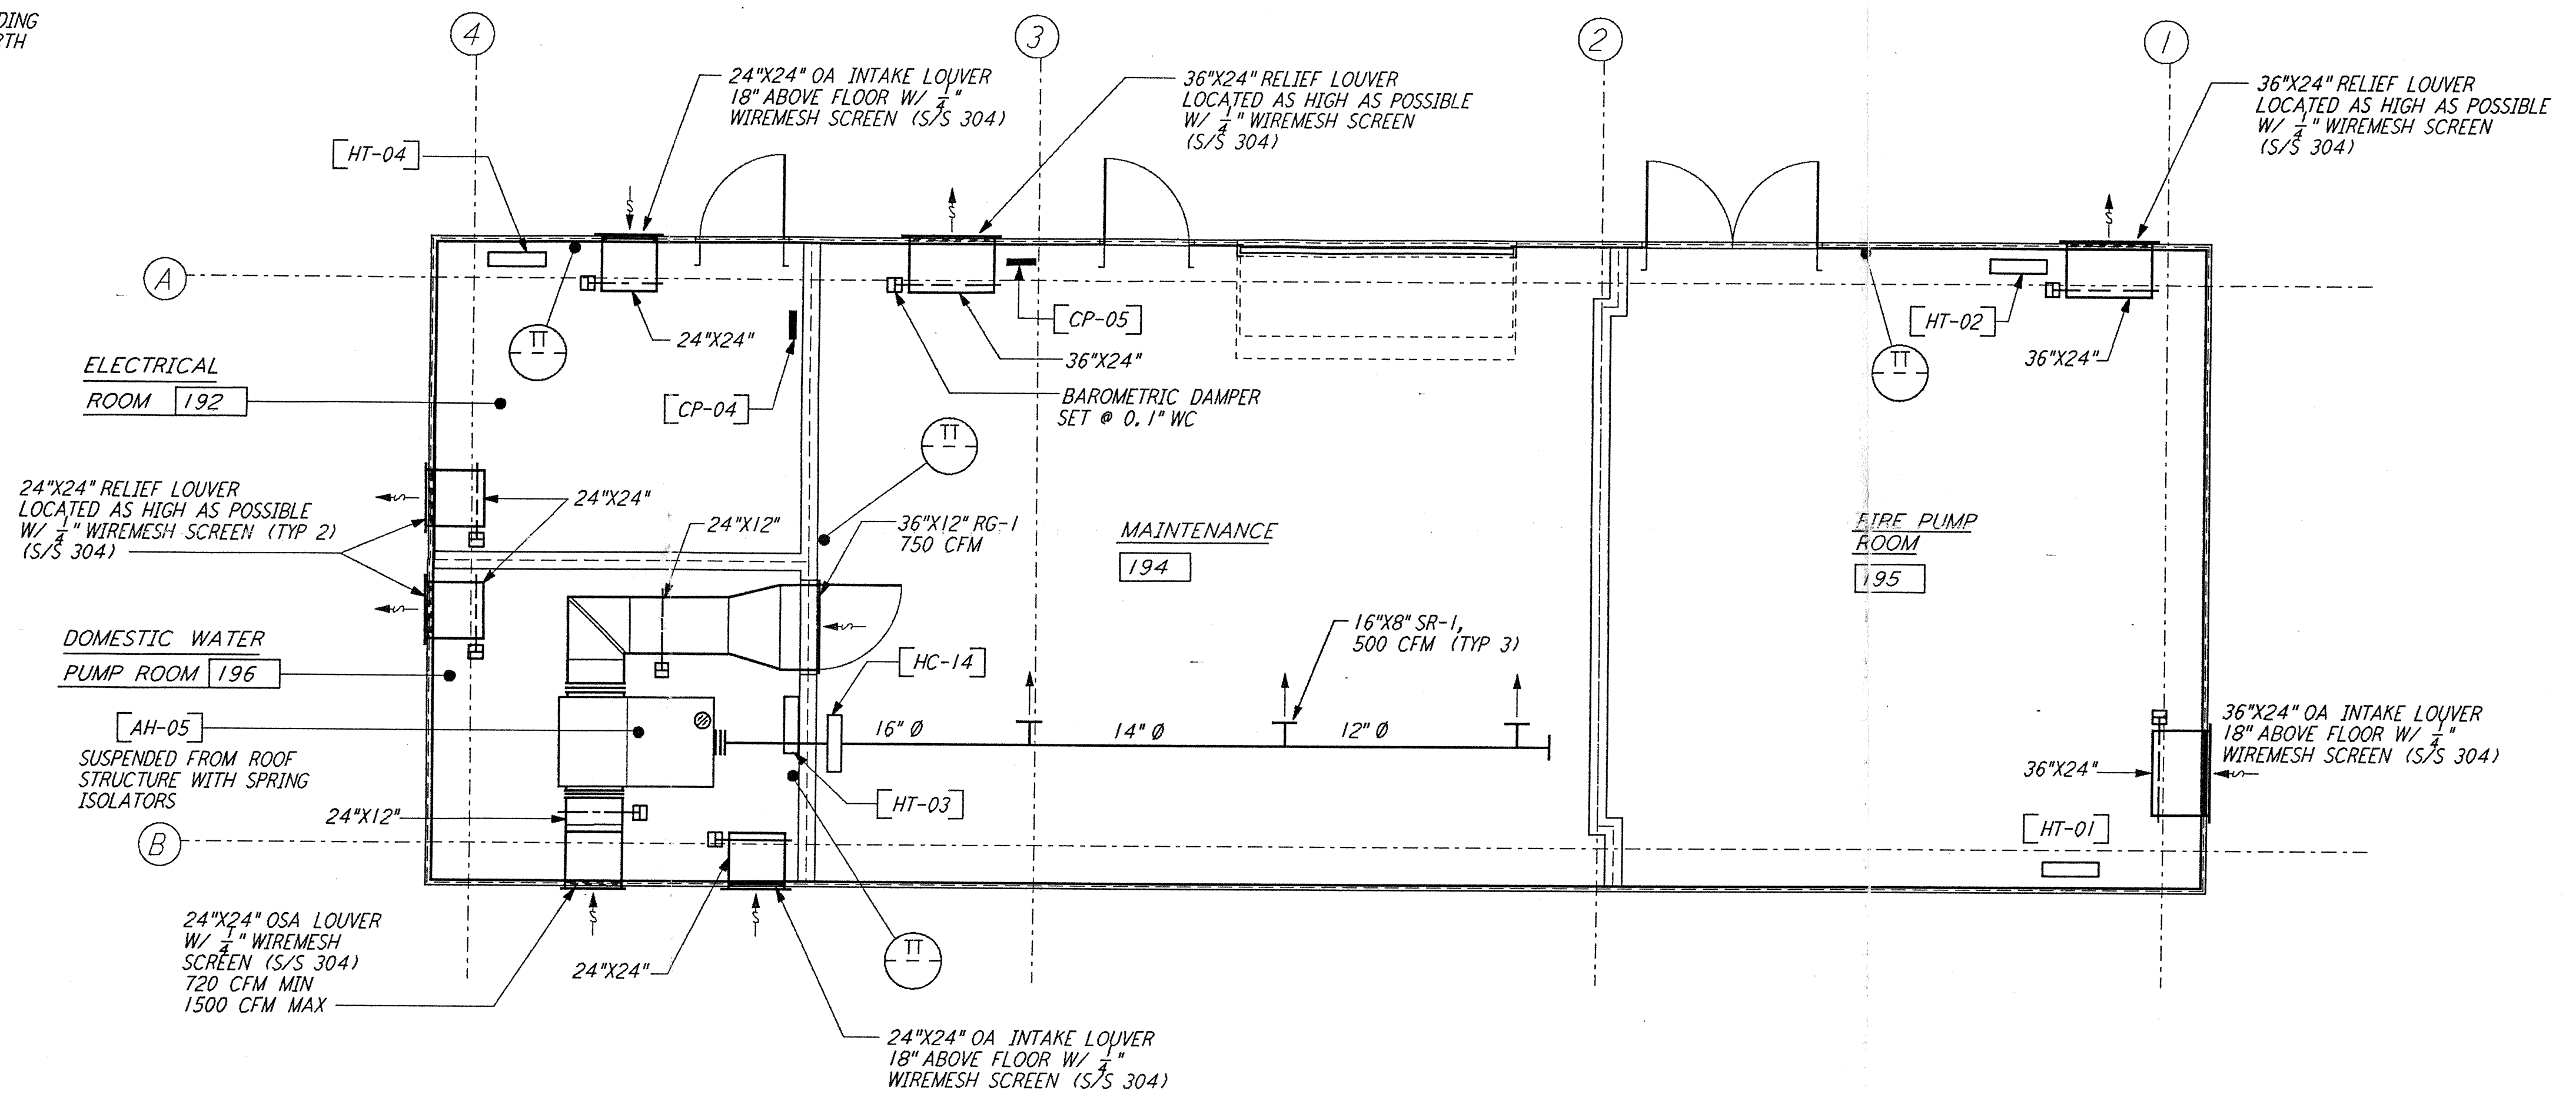 DING
RTH
4
3
2
1
24"X24" OA INTAKE LOUVER
18" ABOVE FLOOR W/ 1/4"
WIREMESH SCREEN (S/S 304)
36"X24" RELIEF LOUVER
LOCATED AS HIGH AS POSSIBLE
W/ 1/4" WIREMESH SCREEN
(S/S 304)
36"X24" RELIEF LOUVER
LOCATED AS HIGH AS POSSIBLE
W/ 1/4" WIREMESH SCREEN
(S/S 304)
[HT-04]
A
TT
24"X24"
[CP-05]
36"X24"
[HT-02]
TT
36"X24"
ELECTRICAL
ROOM 192
[CP-04]
BAROMETRIC DAMPER
SET @ 0.1" WC
TT
24"X24" RELIEF LOUVER
LOCATED AS HIGH AS POSSIBLE
W/ 1/4" WIREMESH SCREEN (TYP 2)
(S/S 304)
24"X24"
24"X12"
36"X12" RG-1
750 CFM
MAINTENANCE
194
FIRE PUMP
ROOM
195
DOMESTIC WATER
PUMP ROOM 196
[HC-14]
16"X8" SR-1,
500 CFM (TYP 3)
[AH-05]
SUSPENDED FROM ROOF
STRUCTURE WITH SPRING
ISOLATORS
16" Ø
14" Ø
12" Ø
36"X24" OA INTAKE LOUVER
18" ABOVE FLOOR W/ 1/4"
WIREMESH SCREEN (S/S 304)
36"X24"
24"X12"
[HT-03]
[HT-01]
B
24"X24" OSA LOUVER
W/ 1/4" WIREMESH
SCREEN (S/S 304)
720 CFM MIN
1500 CFM MAX
24"X24"
TT
24"X24" OA INTAKE LOUVER
18" ABOVE FLOOR W/ 1/4"
WIREMESH SCREEN (S/S 304)